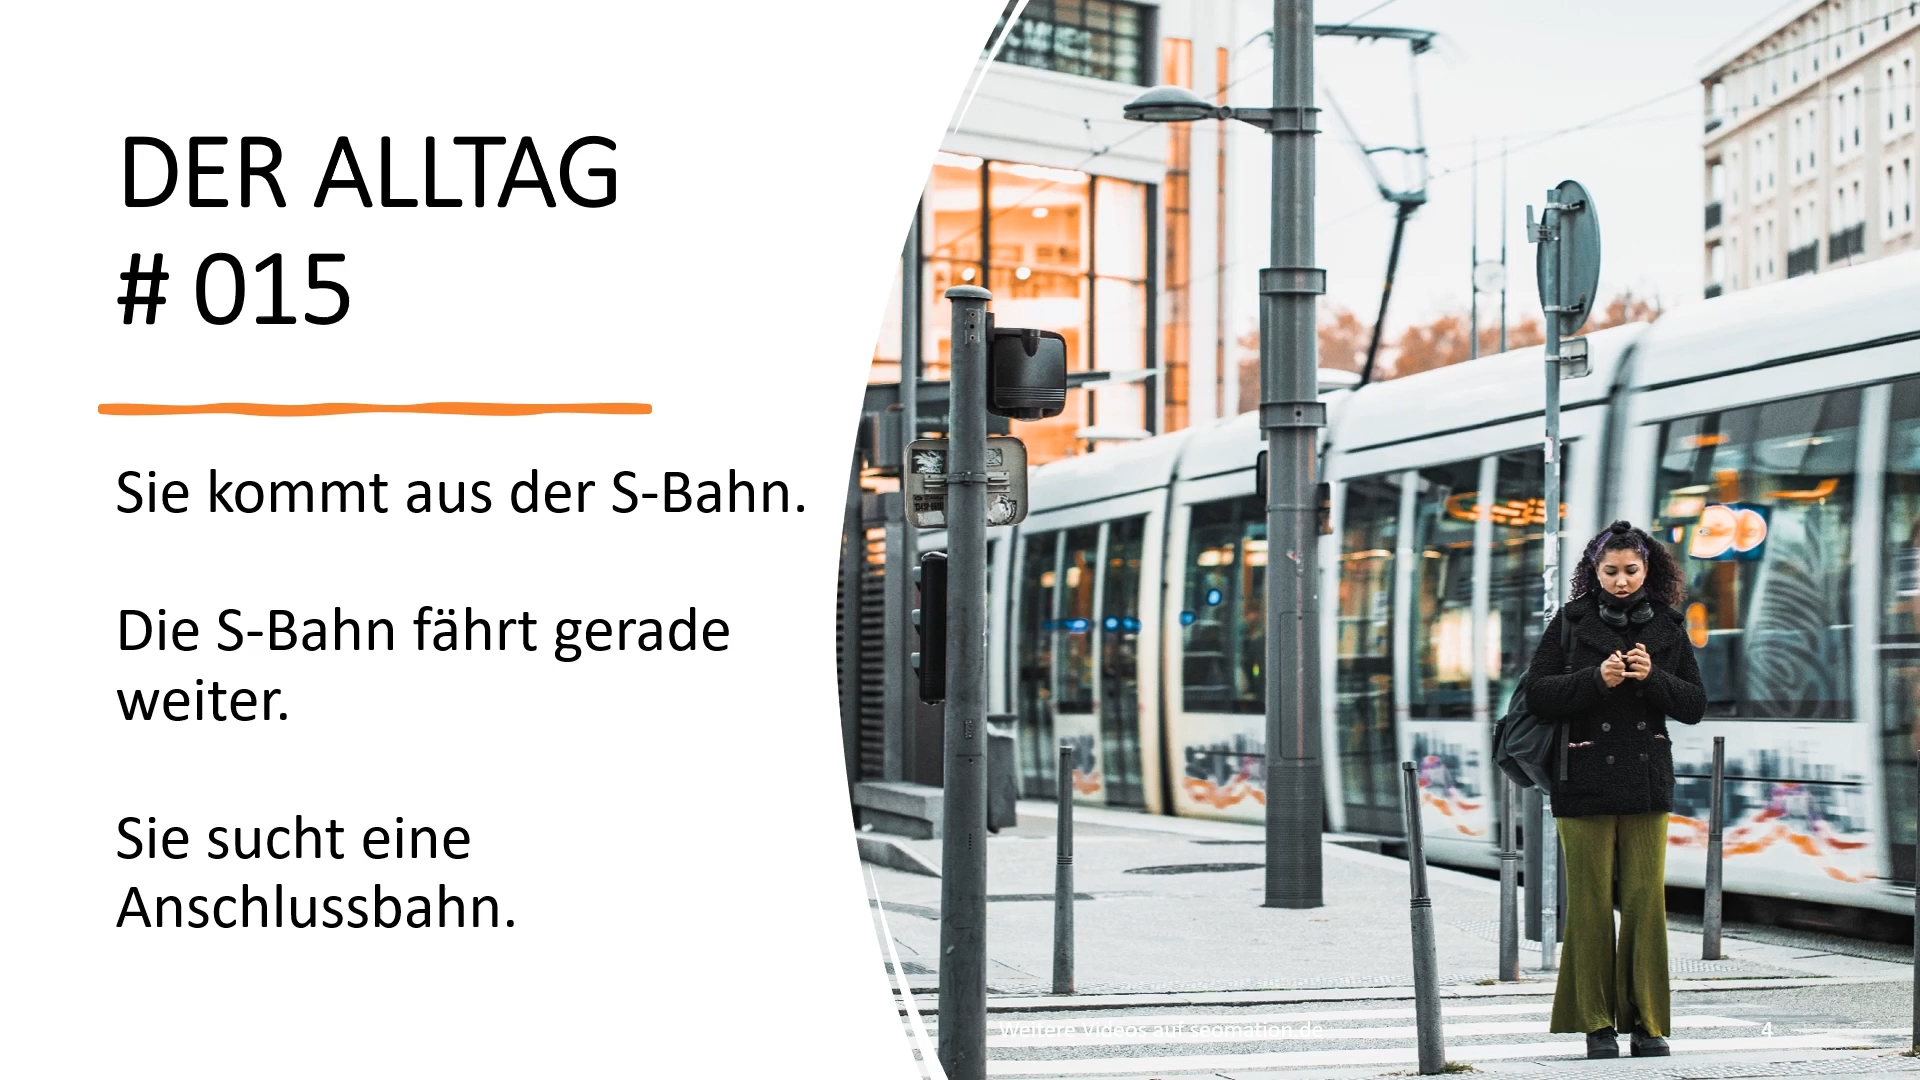 DER ALLTAG
# 015
Sie kommt aus der S-Bahn.
Die S-Bahn fährt gerade
weiter.
Sie sucht eine
Anschlussbahn.
Weitere Videos auf seomation.de
4